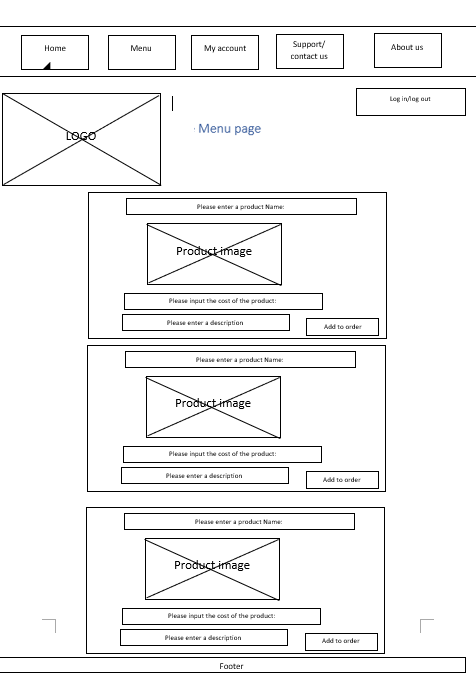 Home
Menu
My account
Support/
contact us
About us
Log in/log out
LOGO
Menu page
Please enter a product Name:
Product image
Please input the cost of the product:
Please enter a description
Add to order
Please enter a product Name:
Product image
Please input the cost of the product:
Please enter a description
Add to order
Please enter a product Name:
Product image
Please input the cost of the product:
Please enter a description
Add to order
Footer